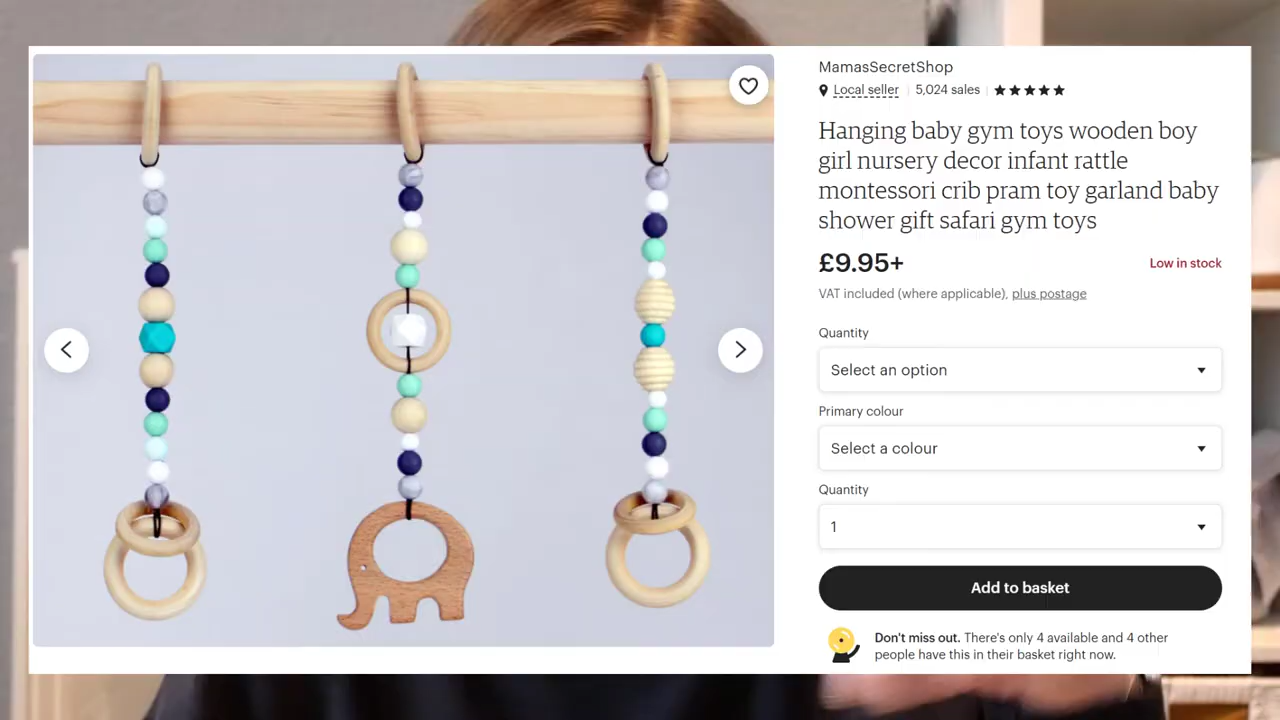 MamasSecretShop
Local seller 5,024 sales
Hanging baby gym toys wooden boy
girl nursery decor infant rattle
montessori crib pram toy garland baby
shower gift safari gym toys
£9.95+
Low in stock
VAT included (where applicable), plus postage
Quantity
Select an option
Primary colour
Select a colour
Quantity
1
Add to basket
Don't miss out. There's only 4 available and 4 other
people have this in their basket right now.